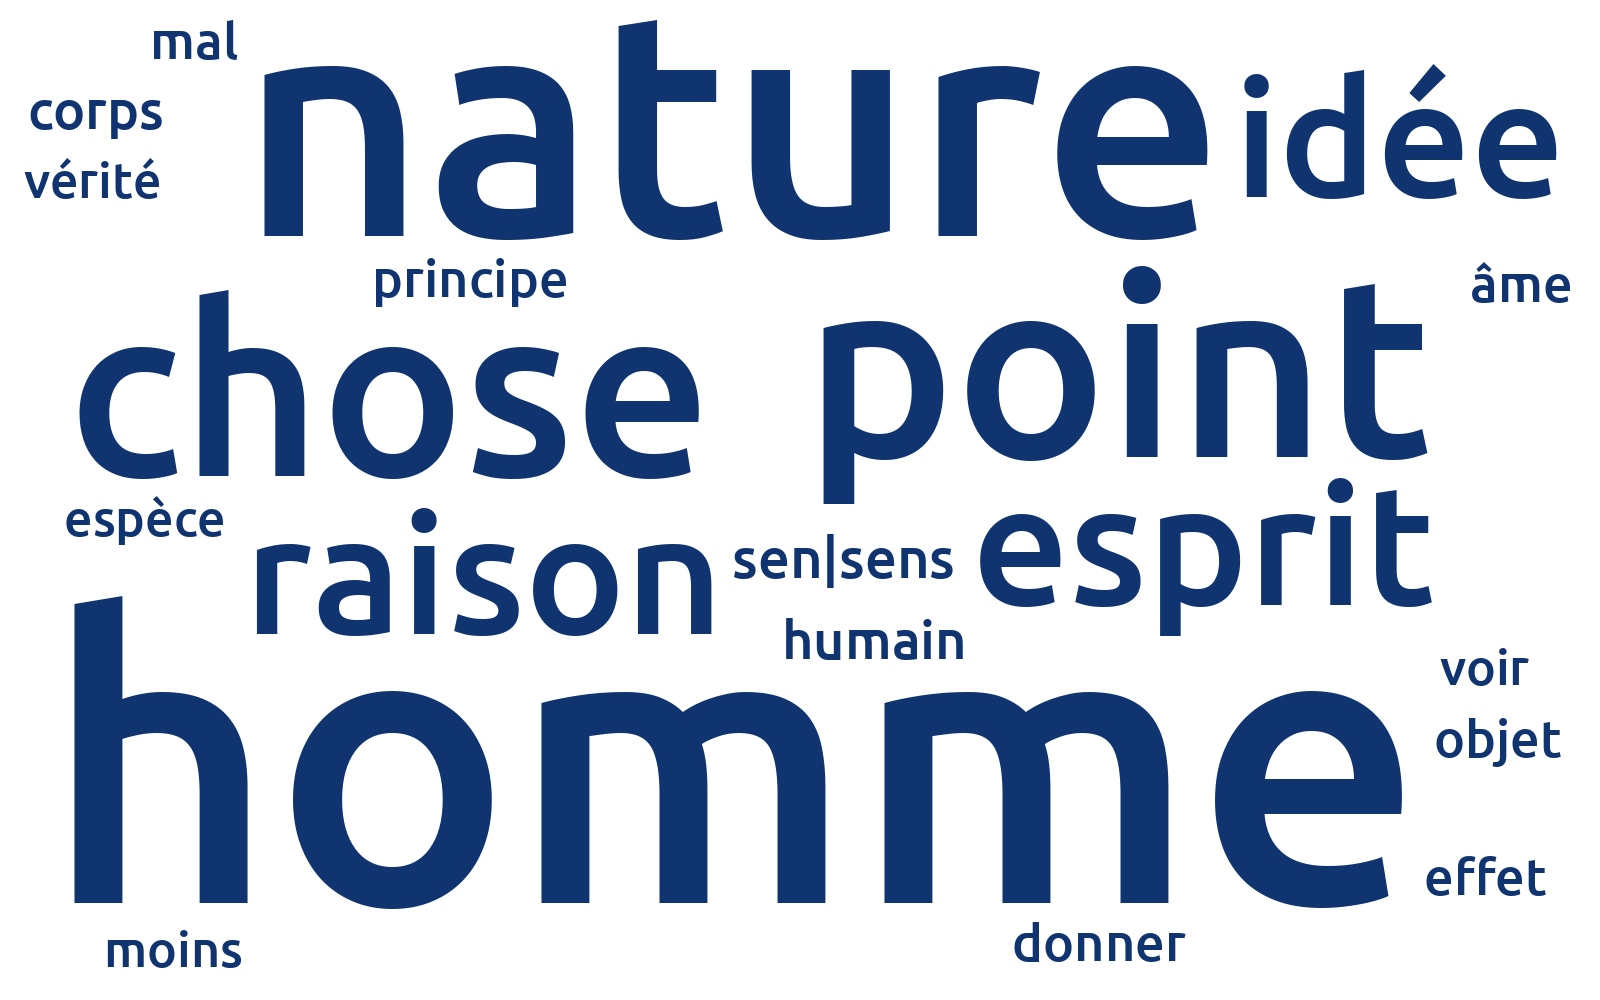 mal
nature
idée
corps
vérité
principe
âme
chose
point
espèce
raison
sen|sens
esprit
humain
homme
voir
objet
effet
moins
donner